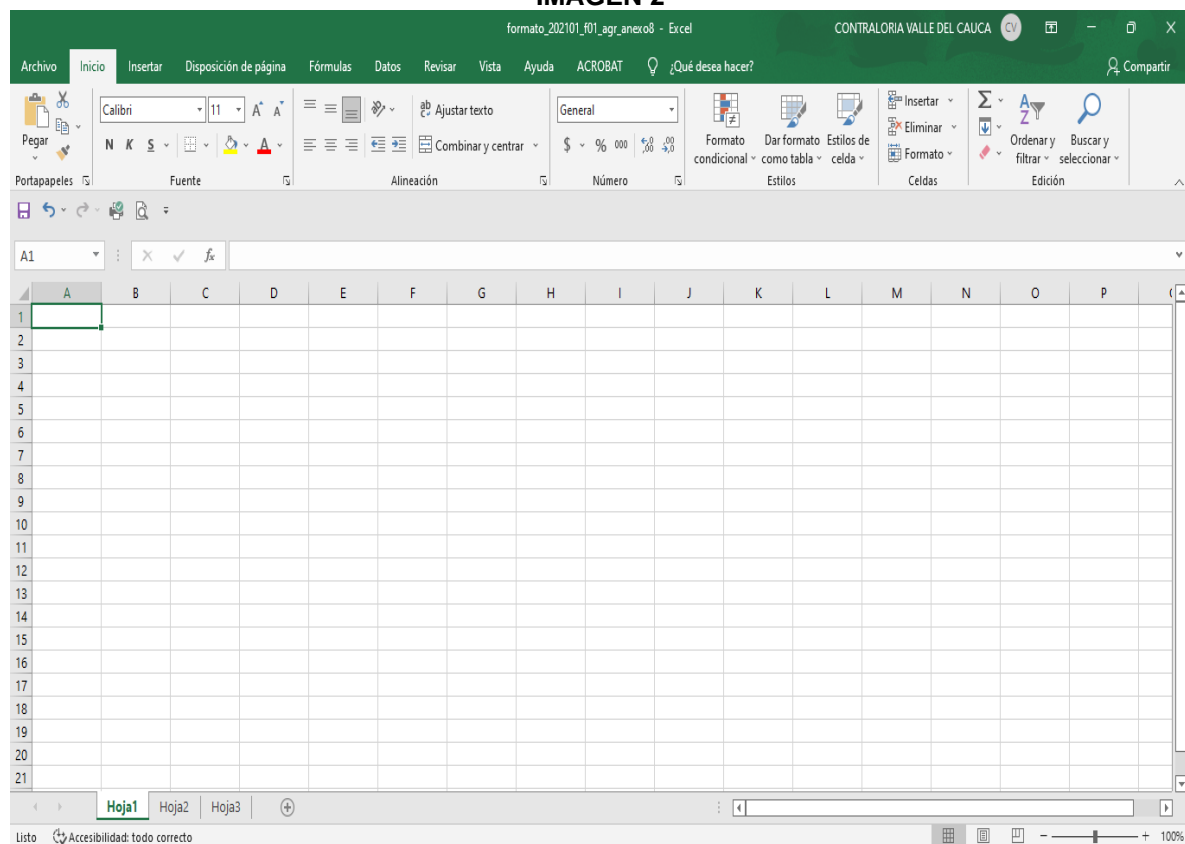 IMAGEN 2
formato_202101_f01_agr_anexo8 - Excel CONTRALORIA VALLE DEL CAUCA CV
Archivo Inicio Insertar Disposición de página Fórmulas Datos Revisar Vista Ayuda ACROBAT ¿Qué desea hacer? Compartir
Calibri 11 A A ab Ajustar texto General Insertar
Pegar N K S A Combinar y centrar $ % 000 Formato condicional Dar formato como tabla Estilos de celda Eliminar Formato Ordenar y filtrar Buscar y seleccionar
Portapapeles Fuente Alineación Número Estilos Celdas Edición
A1 fx
A B C D E F G H I J K L M N O P
1
2
3
4
5
6
7
8
9
10
11
12
13
14
15
16
17
18
19
20
21
Hoja1 Hoja2 Hoja3
Listo Accesibilidad: todo correcto 100%